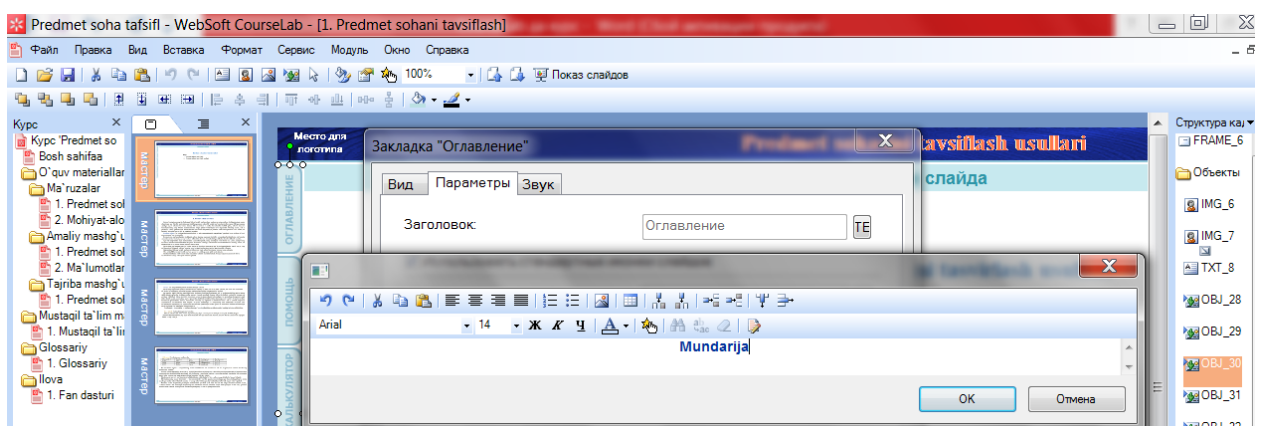 Predmet soha tafsifl - WebSoft CourseLab - [1. Predmet sohani tavsiflash]
Файл Правка Вид Вставка Формат Сервис Модуль Окно Справка
100% Показ слайдов
Курс
Курс 'Predmet so
Bosh sahifaa
O`quv materiallar
Ma`ruzalar
1. Predmet sol
2. Mohiyat-alo
Amaliy mashg`u
1. Predmet sol
2. Ma`lumotlar
Tajriba mashg`u
1. Predmet sol
Mustaqil ta`lim m
1. Mustaqil ta`lir
Glossariy
1. Glossariy
Ilova
1. Fan dasturi
Мастер
Мастер
Мастер
Мастер
Место для
логотипа
tavsiflash usullari
слайда
ОГЛАВЛЕНИЕ
ПОМОЩЬ
КАЛЬКУЛЯТОР
Закладка "Оглавление"
Вид Параметры Звук
Заголовок: Оглавление TE
Arial 14 Ж К Ч
Mundarija
OK Отмена
Структура ка
FRAME_6
Объекты
IMG_6
IMG_7
TXT_8
OBJ_28
OBJ_29
OBJ_30
OBJ_31